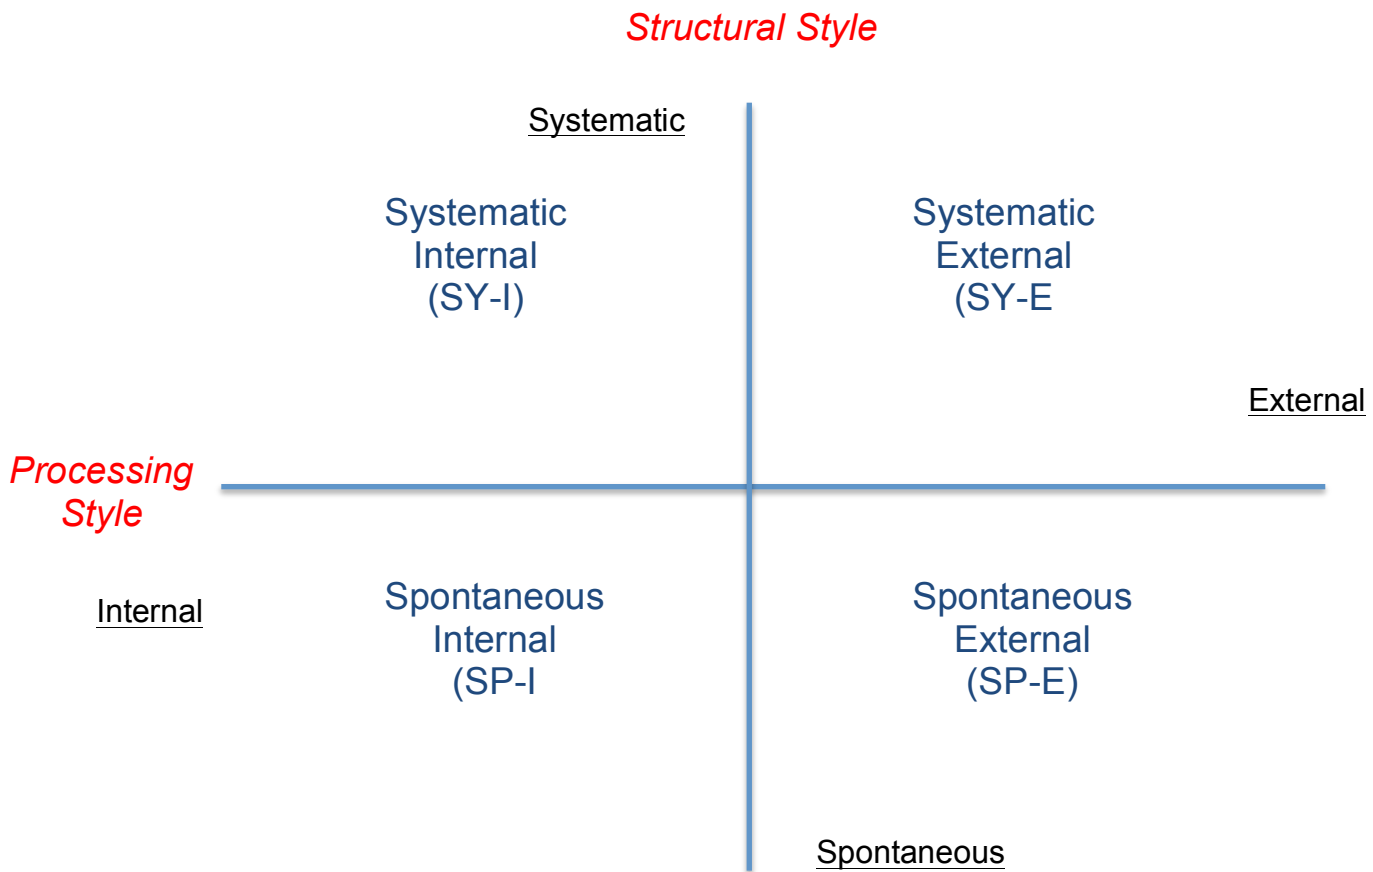 Structural Style
Systematic
Systematic
Internal
(SY-I)
Systematic
External
(SY-E
External
Processing
Style
Internal
Spontaneous
Internal
(SP-I
Spontaneous
External
(SP-E)
Spontaneous